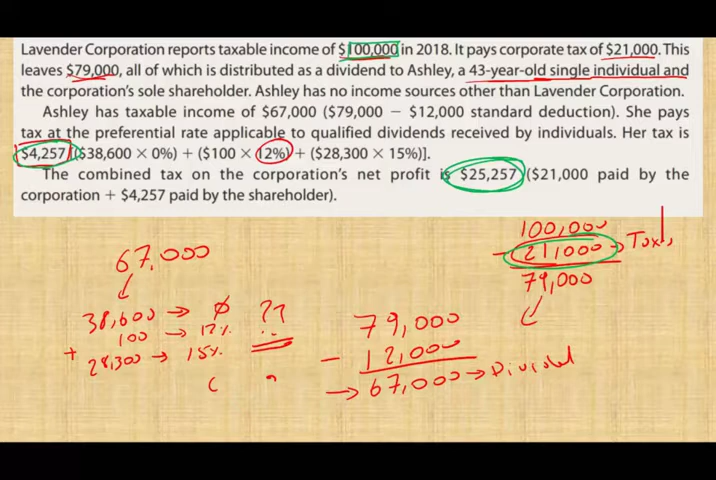 Lavender Corporation reports taxable income of $100,000 in 2018. It pays corporate tax of $21,000. This
leaves $79,000, all of which is distributed as a dividend to Ashley, a 43-year-old single individual and
the corporation's sole shareholder. Ashley has no income sources other than Lavender Corporation.
Ashley has taxable income of $67,000 ($79,000 − $12,000 standard deduction). She pays
tax at the preferential rate applicable to qualified dividends received by individuals. Her tax is
$4,257 [($38,600 × 0%) + ($100 × 12%) + ($28,300 × 15%)].
The combined tax on the corporation's net profit is $25,257 ($21,000 paid by the
corporation + $4,257 paid by the shareholder).
100,000
- 21,000 → Tax
79,000
67,000
38,600 → 0 ??
100 → 12%
+ 28,300 → 15%
79,000
- 12,000
→ 67,000 → Dividend